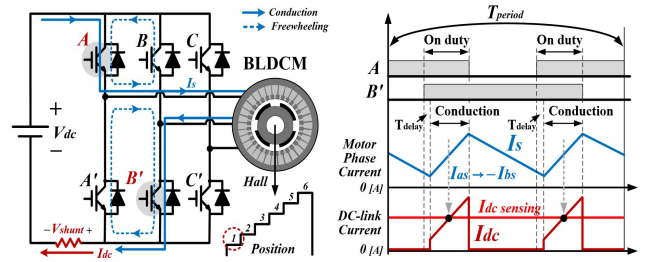 Conduction
Freewheeling
A
B
C
BLDCM
Is
+
Vdc
−
Hall
A'
B'
C'
−Vshunt +
Idc
1
2
3
4
5
6
Position
Tperiod
On duty
On duty
A
B'
Tdelay
Conduction
Tdelay
Conduction
Motor
Phase
Current
0 [A]
Is
Ias → −Ibs
DC-link
Current
0 [A]
Idc sensing
Idc